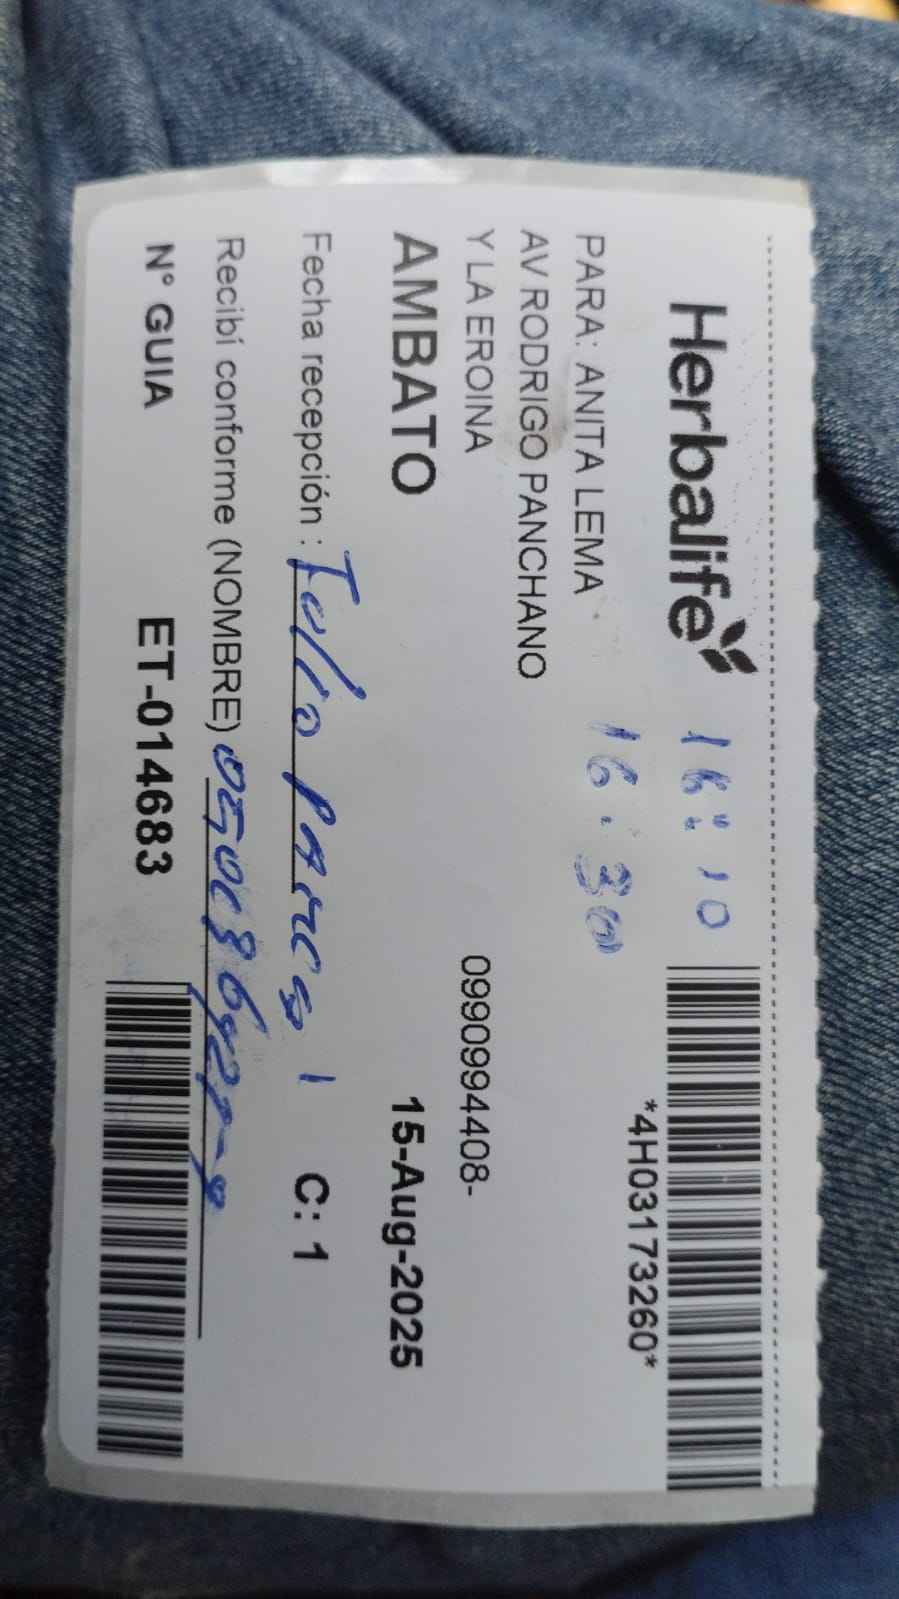 Herbalife
16:10
*4H03173260*
PARA: ANITA LEMA
16:30
AV RODRIGO PANCHANO
Y LA EROINA
0990994408-
AMBATO
15-Aug-2025
Fecha recepción : Tulio
C: 1
Recibí conforme (NOMBRE)
N° GUIA
ET-014683